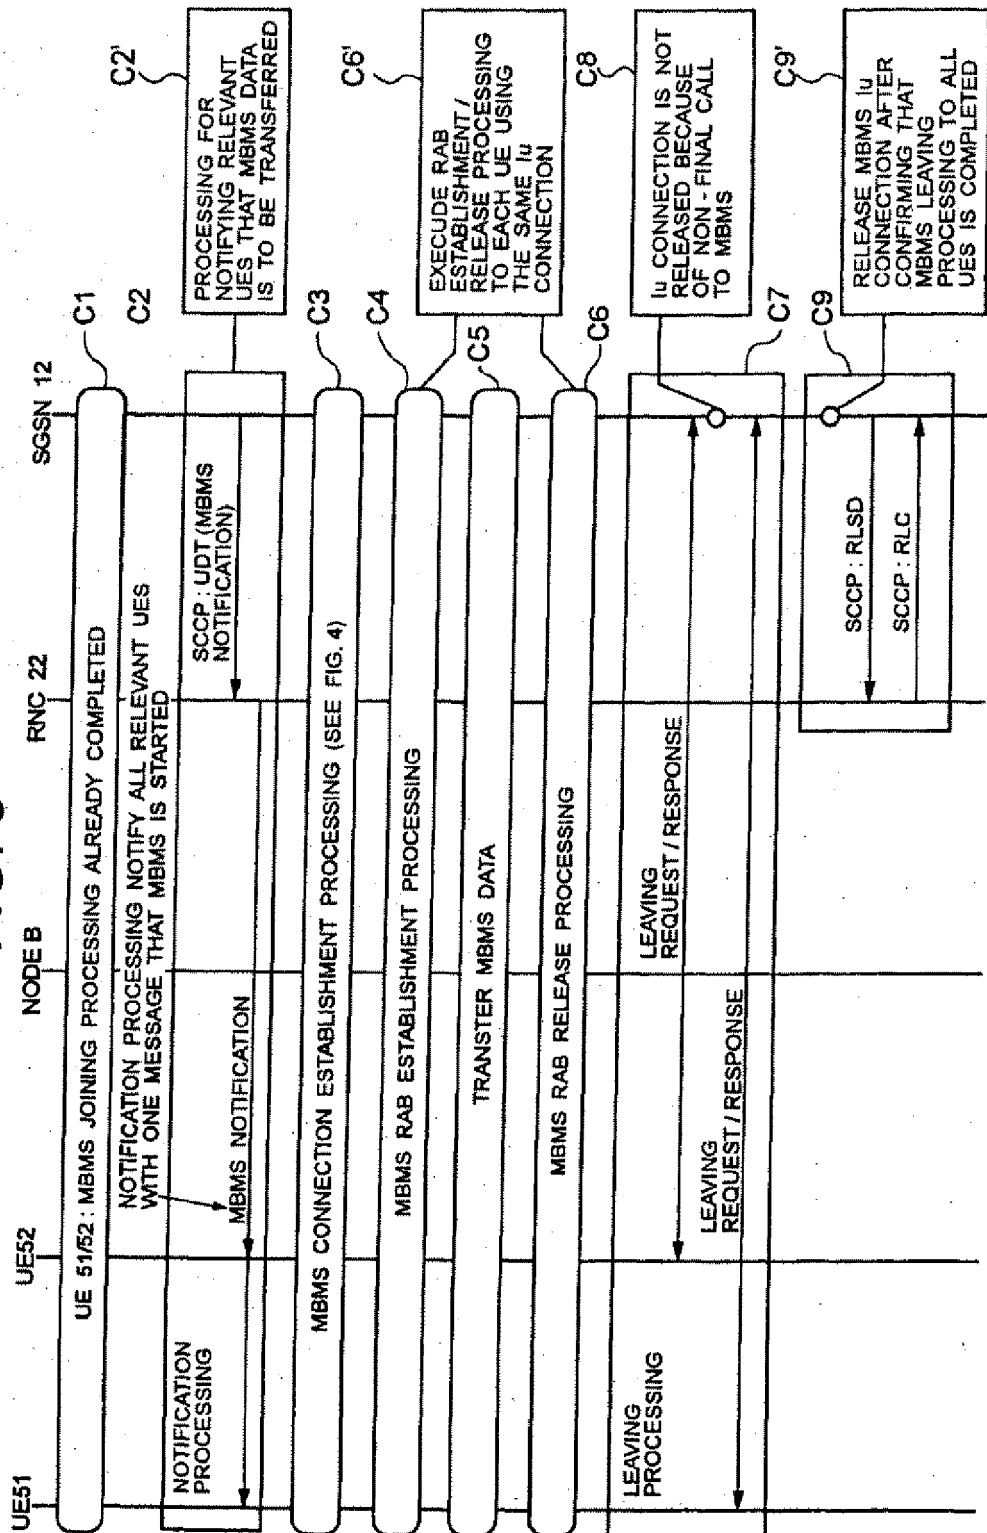 UE51
UE52
NODE B
RNC 22
SGSN 12
UE 51/52 : MBMS JOINING PROCESSING ALREADY COMPLETED
C1
NOTIFICATION PROCESSING NOTIFY ALL RELEVANT UES
WITH ONE MESSAGE THAT MBMS IS STARTED
C2
NOTIFICATION
PROCESSING
MBMS NOTIFICATION
SCCP : UDT (MBMS
NOTIFICATION)
PROCESSING FOR
NOTIFYING RELEVANT
UES THAT MBMS DATA
IS TO BE TRANSFERRED
C2'
MBMS CONNECTION ESTABLISHMENT PROCESSING (SEE FIG. 4)
C3
MBMS RAB ESTABLISHMENT PROCESSING
C4
EXECUTE RAB
ESTABLISHMENT /
RELEASE PROCESSING
TO EACH UE USING
THE SAME Iu
CONNECTION
C6'
TRANSTER MBMS DATA
C5
MBMS RAB RELEASE PROCESSING
C6
LEAVING
PROCESSING
LEAVING
REQUEST / RESPONSE
LEAVING
REQUEST / RESPONSE
Iu CONNECTION IS NOT
RELEASED BECAUSE
OF NON - FINAL CALL
TO MBMS
C8
C7
C9
SCCP : RLSD
SCCP : RLC
RELEASE MBMS Iu
CONNECTION AFTER
CONFIRMING THAT
MBMS LEAVING
PROCESSING TO ALL
UES IS COMPLETED
C9'